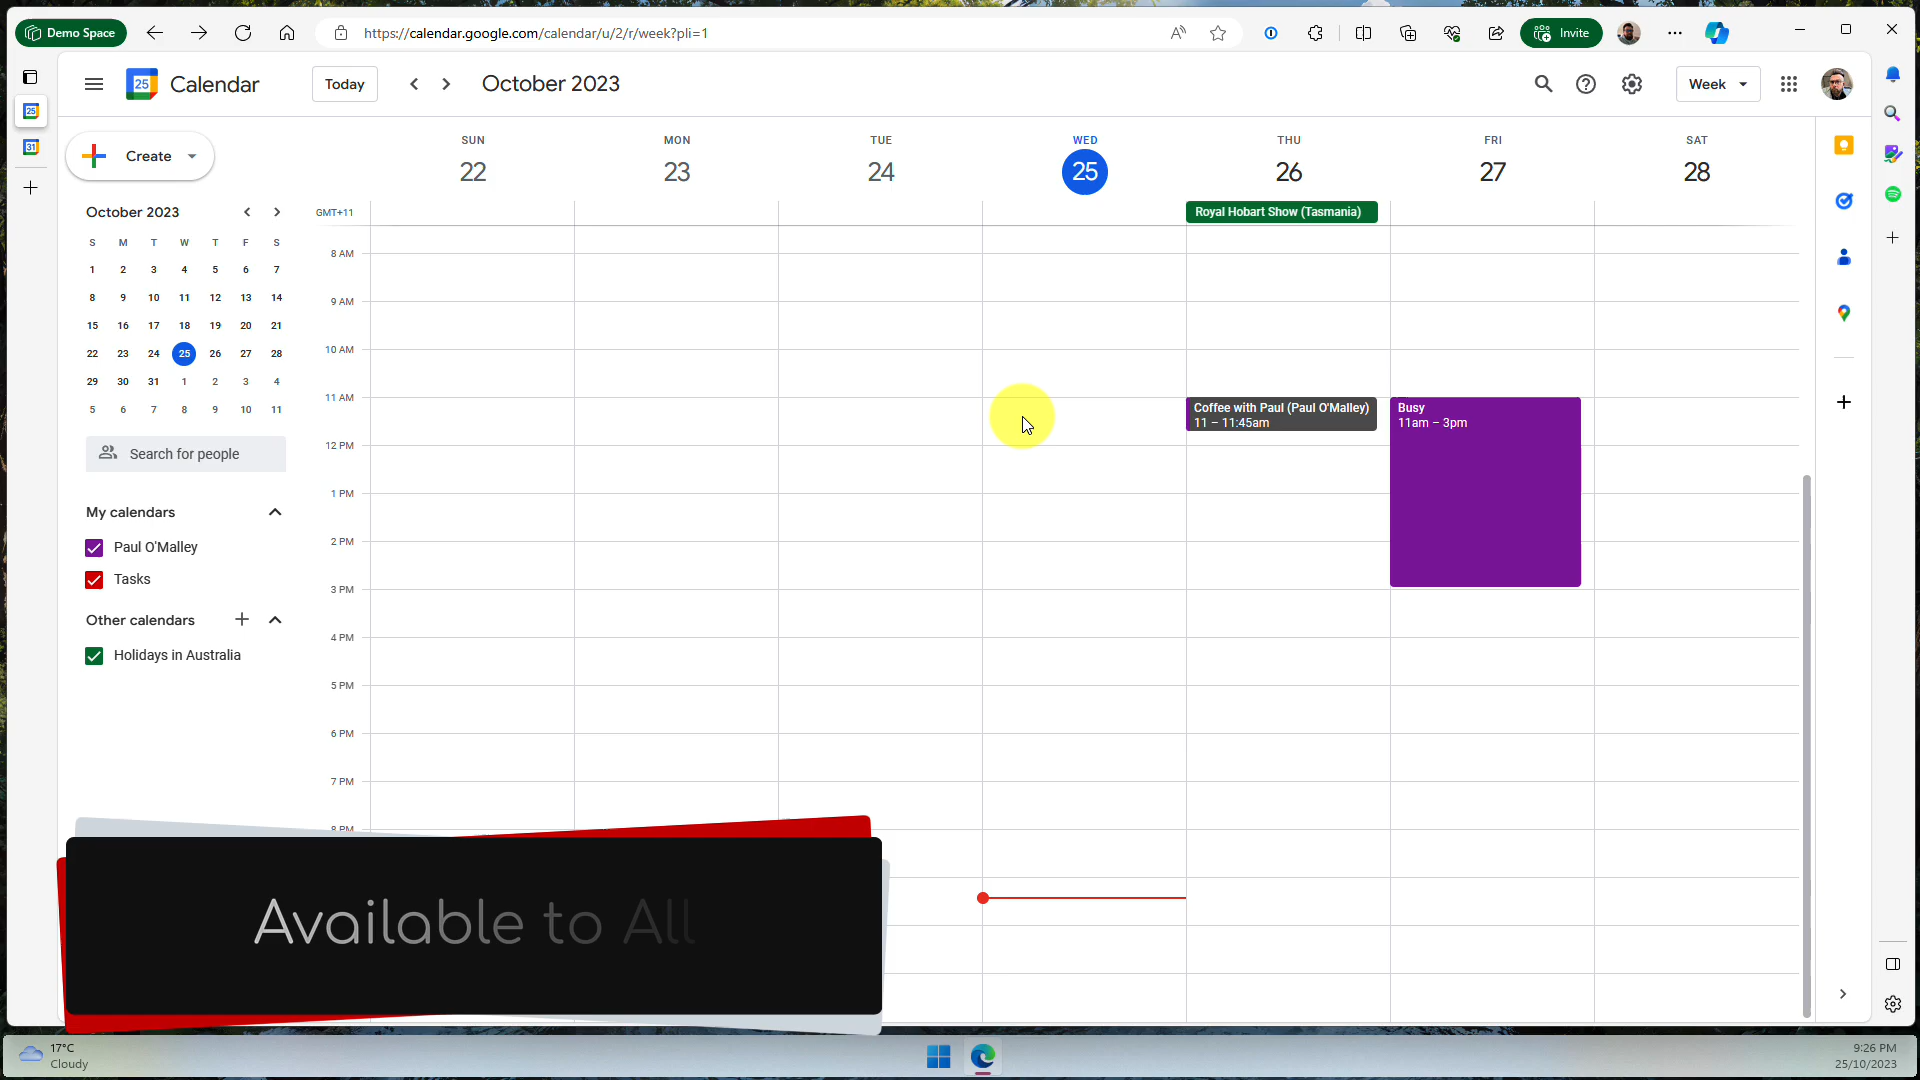 Demo Space
https://calendar.google.com/calendar/u/2/r/week?pli=1
Invite
25
Calendar
Today
October 2023
Week
25
31
Create
SUN
22
MON
23
TUE
24
WED
25
THU
26
FRI
27
SAT
28
October 2023
S M T W T F S
1 2 3 4 5 6 7
8 9 10 11 12 13 14
15 16 17 18 19 20 21
22 23 24 25 26 27 28
29 30 31 1 2 3 4
5 6 7 8 9 10 11
GMT+11
Royal Hobart Show (Tasmania)
8 AM
9 AM
10 AM
11 AM
12 PM
1 PM
2 PM
3 PM
4 PM
5 PM
6 PM
7 PM
8 PM
Coffee with Paul (Paul O'Malley)
11 – 11:45am
Busy
11am – 3pm
Search for people
My calendars
Paul O'Malley
Tasks
Other calendars
Holidays in Australia
Available to All
17°C
Cloudy
9:26 PM
25/10/2023